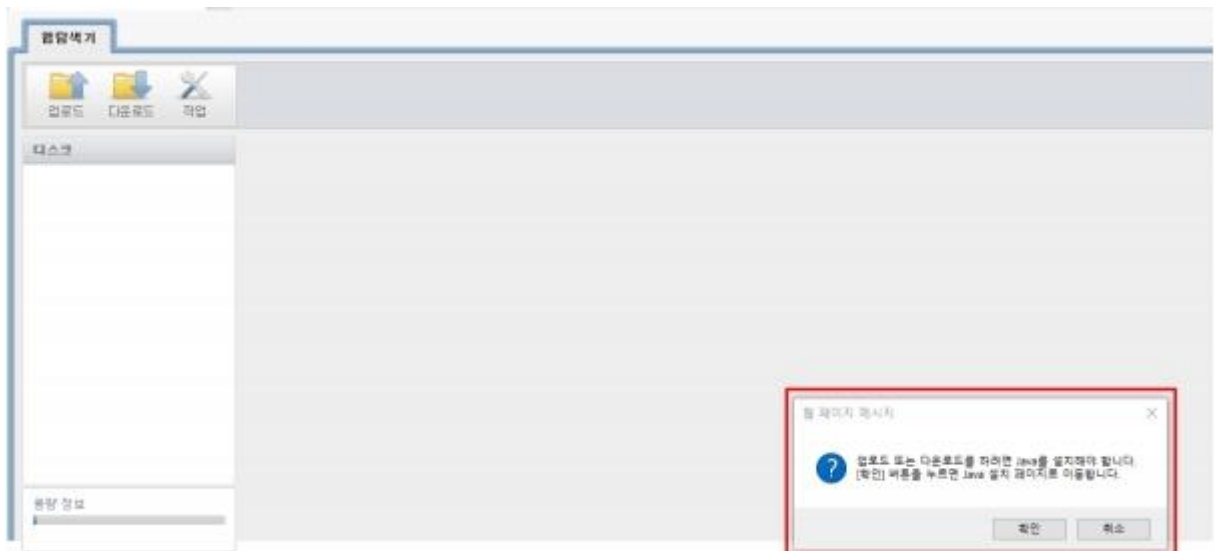 웹탐색기
업로드 다운로드 작업
디스크
웹 페이지 메시지
업로드 또는 다운로드를 하려면 Java를 설치해야 합니다.
[확인] 버튼을 누르면 Java 설치 페이지로 이동합니다.
용량 정보
확인 취소